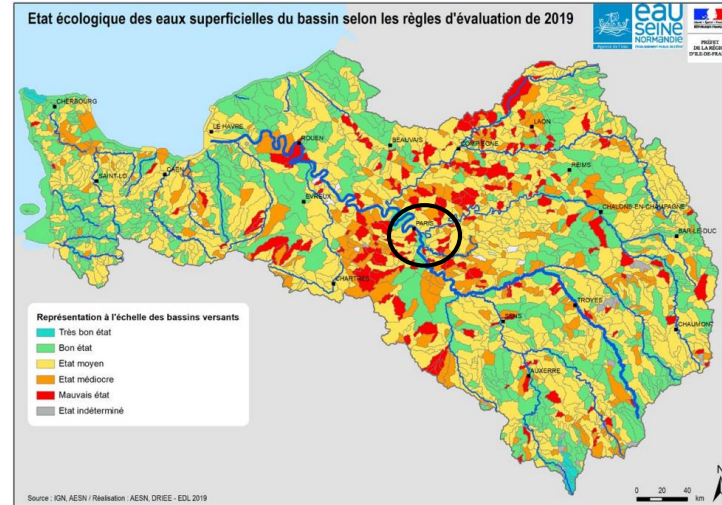 Etat écologique des eaux superficielles du bassin selon les règles d'évaluation de 2019
eau
SEINE
NORMANDIE
PRÉFET
DE LA RÉGION
D'ILE-DE-FRANCE
CHERBOURG
LE HAVRE
ROUEN
BEAUVAIS
COMPIEGNE
LAON
SAINT-LO
CAEN
EVREUX
REIMS
CHALONS-EN-CHAMPAGNE
PARIS
BAR-LE-DUC
CHARTRES
TROYES
SENS
CHAUMONT
AUXERRE
Représentation à l'échelle des bassins versants
Très bon état
Bon état
Etat moyen
Etat médiocre
Mauvais état
Etat indéterminé
Source : IGN, AESN / Réalisation : AESN, DRIEE - EDL 2019
0 20 40
km
N